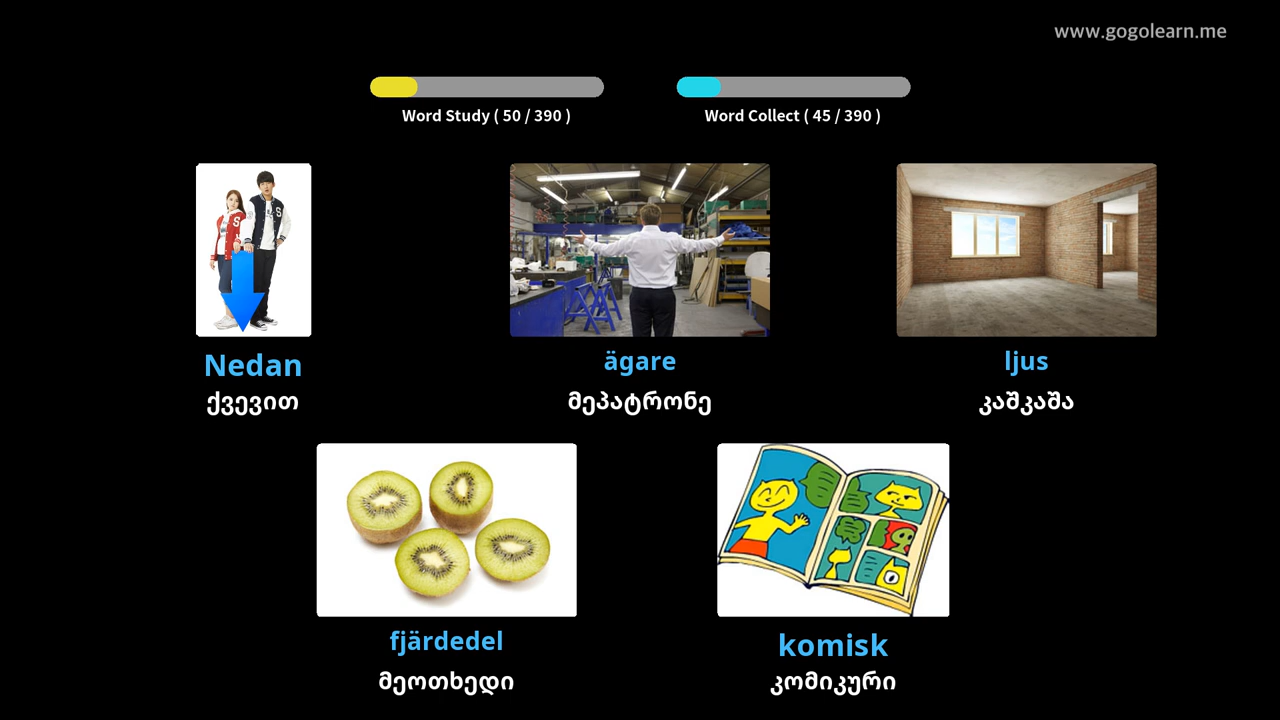 www.gogolearn.me
Word Study ( 50 / 390 )
Word Collect ( 45 / 390 )
Nedan
ägare
ljus
ქვევით
მეპატრონე
კაშკაშა
fjärdedel
komisk
მეოთხედი
კომიკური